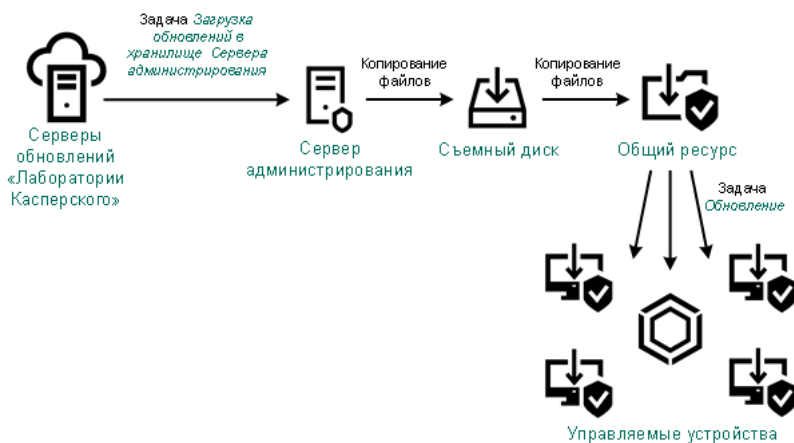 Задача Загрузка
обновлений в
хранилище Сервера
администрирования
Копирование
файлов
Копирование
файлов
Серверы
обновлений
«Лаборатории
Касперского»
Сервер
администрирования
Съемный диск
Общий ресурс
Задача
Обновление
Управляемые устройства